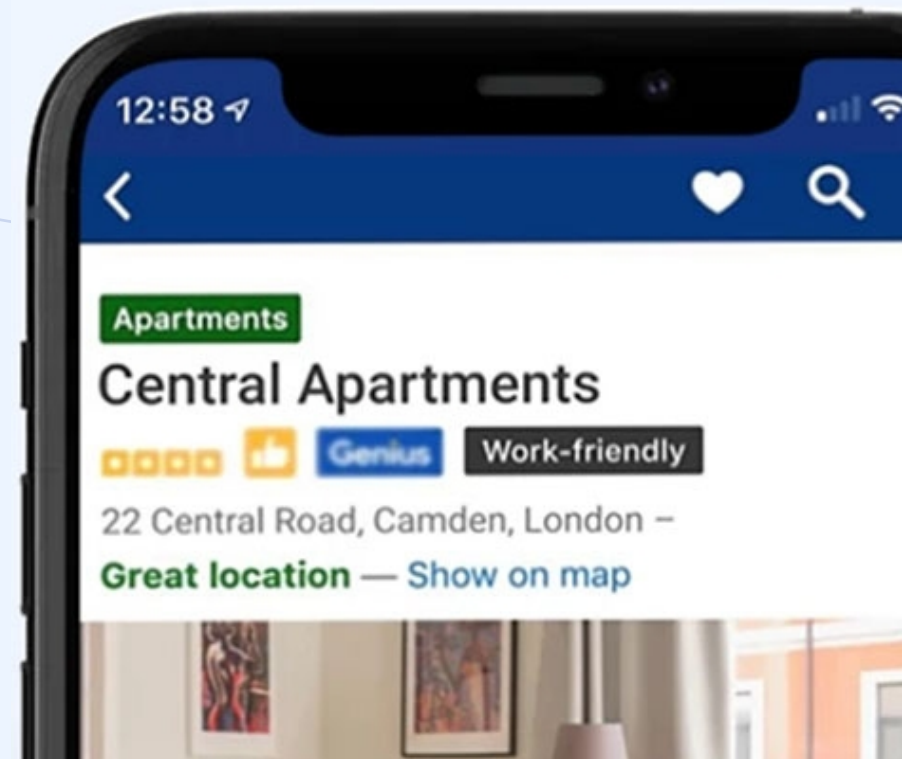 12:58
Apartments
Central Apartments
Genius Work-friendly
22 Central Road, Camden, London –
Great location — Show on map